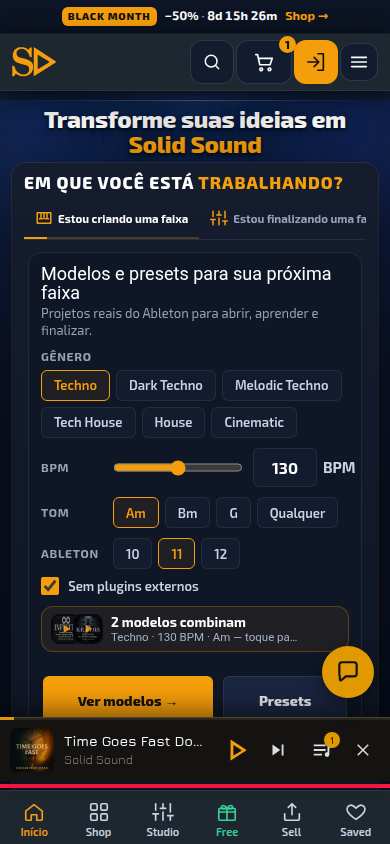 BLACK MONTH −50% · 8d 15h 26m Shop →
1
Transforme suas ideias em
Solid Sound
EM QUE VOCÊ ESTÁ TRABALHANDO?
Estou criando uma faixa Estou finalizando uma fa
Modelos e presets para sua próxima
faixa
Projetos reais do Ableton para abrir, aprender e
finalizar.
GÊNERO
Techno Dark Techno Melodic Techno
Tech House House Cinematic
BPM 130 BPM
TOM Am Bm G Qualquer
ABLETON 10 11 12
Sem plugins externos
2 modelos combinam
Techno · 130 BPM · Am — toque pa...
Ver modelos → Presets
TIME GOES
FAST
Time Goes Fast Do...
Solid Sound
1
Início Shop Studio Free Sell Saved